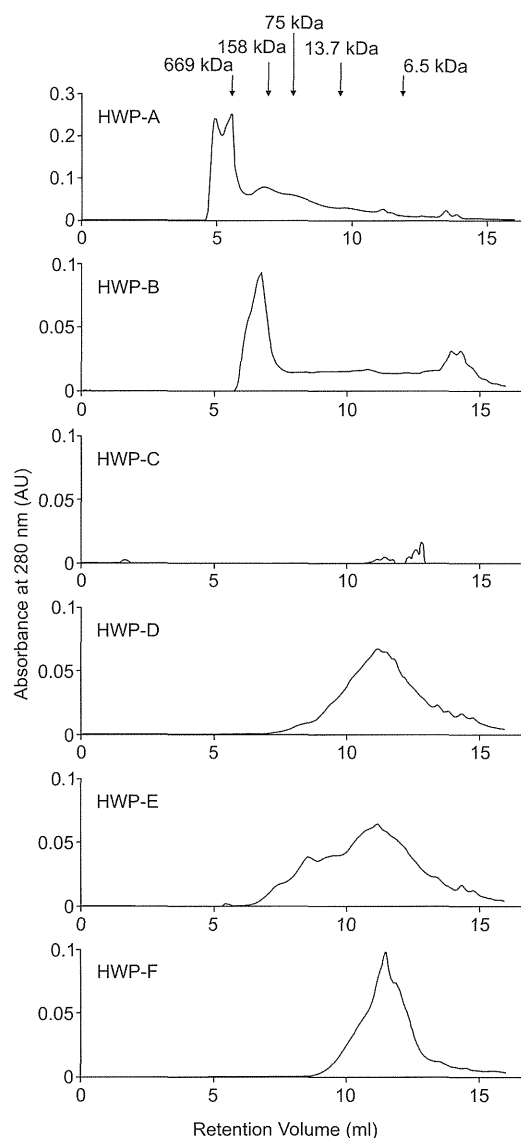 75 kDa
158 kDa
13.7 kDa
669 kDa
6.5 kDa
HWP-A
0.3
0.2
0.1
0
0 5 10 15
HWP-B
0.1
0.05
0
0 5 10 15
HWP-C
0.1
0.05
0
0 5 10 15
HWP-D
0.1
0.05
0
0 5 10 15
HWP-E
0.1
0.05
0
0 5 10 15
HWP-F
0.1
0.05
0
0 5 10 15
Absorbance at 280 nm (AU)
Retention Volume (ml)